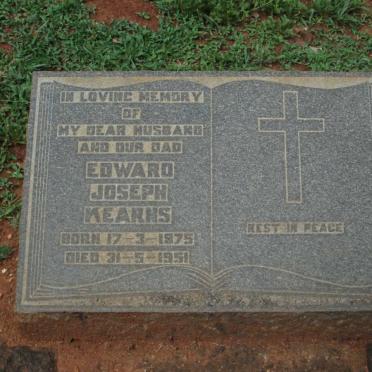 IN LOVING MEMORY
OF
MY DEAR HUSBAND
AND OUR DAD
EDWARD
JOSEPH
KEARNS
BORN 17-3-1875
DIED 31-5-1951
REST IN PEACE